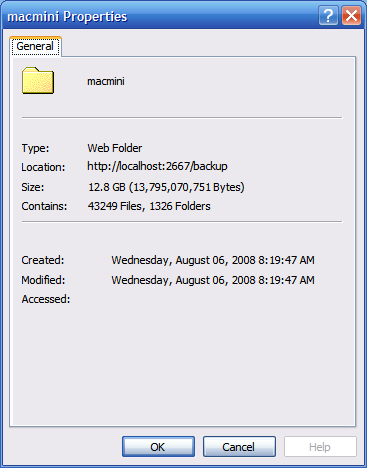 macmini Properties
General
macmini
Type: Web Folder
Location: http://localhost:2667/backup
Size: 12.8 GB (13,795,070,751 Bytes)
Contains: 43249 Files, 1326 Folders
Created: Wednesday, August 06, 2008 8:19:47 AM
Modified: Wednesday, August 06, 2008 8:19:47 AM
Accessed:
OK Cancel Help